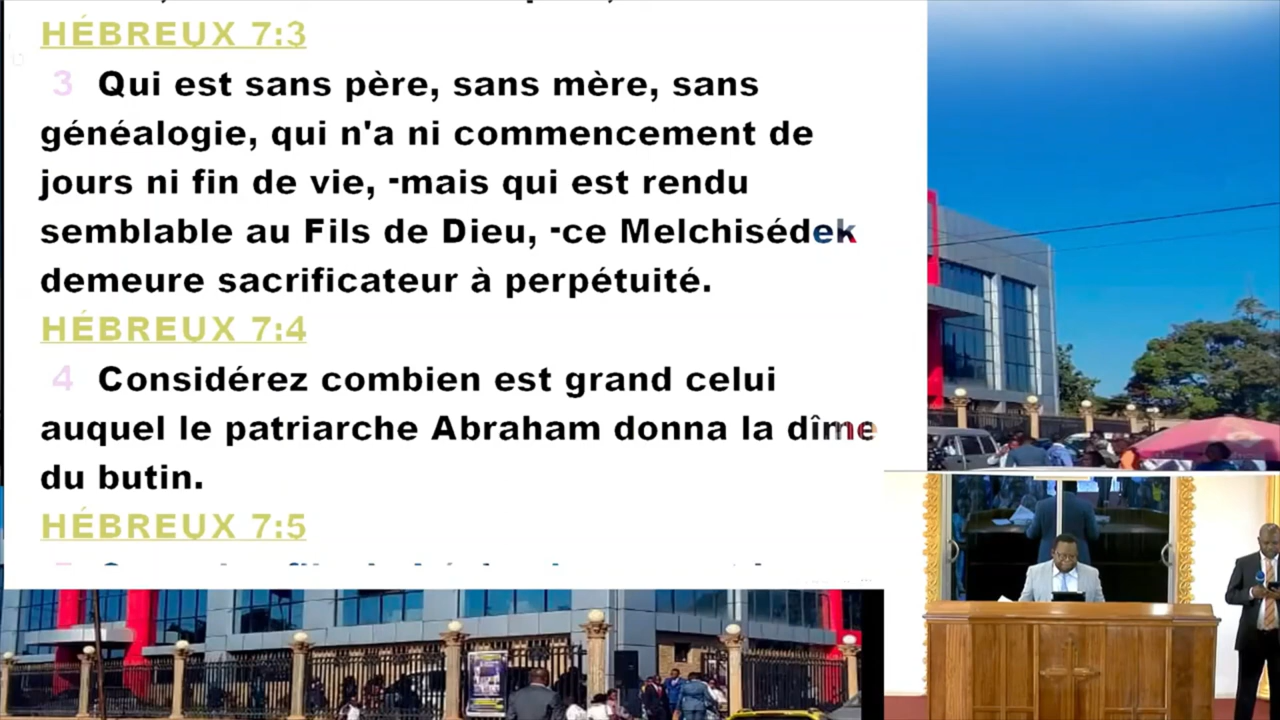 HÉBREUX 7:3
3 Qui est sans père, sans mère, sans
généalogie, qui n'a ni commencement de
jours ni fin de vie, -mais qui est rendu
semblable au Fils de Dieu, -ce Melchisédek
demeure sacrificateur à perpétuité.
HÉBREUX 7:4
4 Considérez combien est grand celui
auquel le patriarche Abraham donna la dîme
du butin.
HÉBREUX 7:5